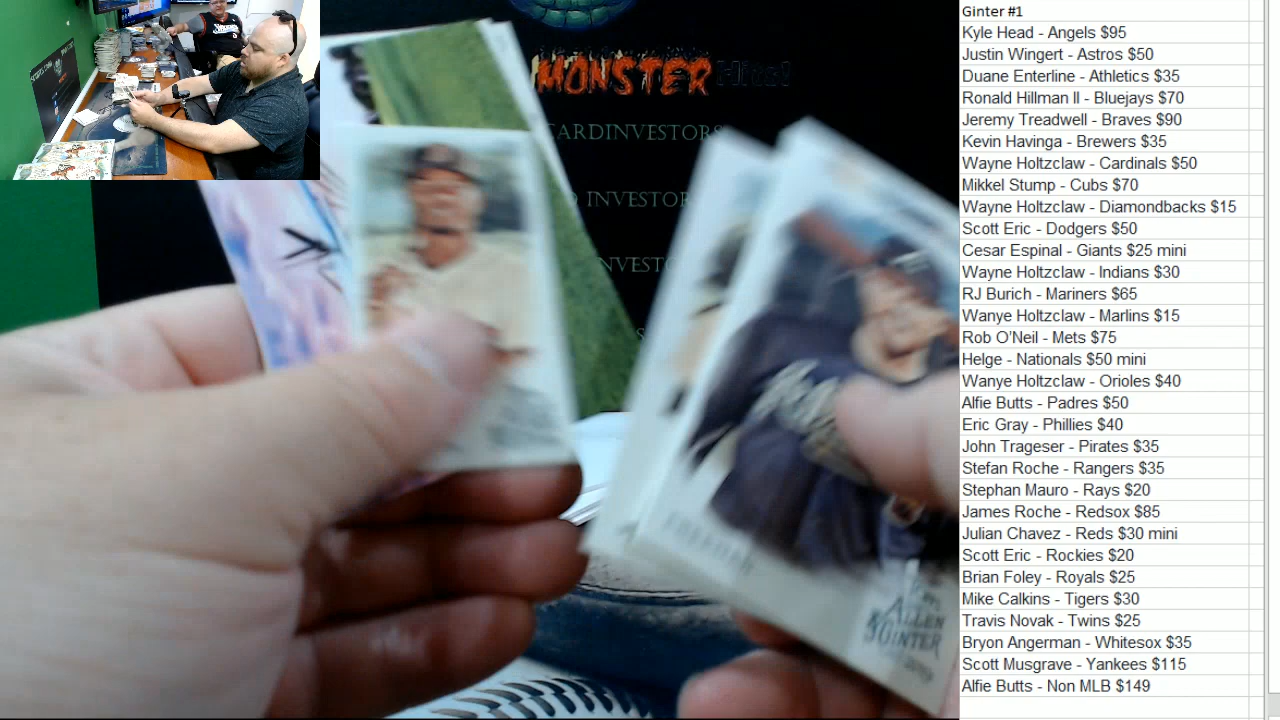 MONSTER Hits!
CARDINVESTORS
INVESTOR
ALLEN
GINTER
Ginter #1
Kyle Head - Angels $95
Justin Wingert - Astros $50
Duane Enterline - Athletics $35
Ronald Hillman ll - Bluejays $70
Jeremy Treadwell - Braves $90
Kevin Havinga - Brewers $35
Wayne Holtzclaw - Cardinals $50
Mikkel Stump - Cubs $70
Wayne Holtzclaw - Diamondbacks $15
Scott Eric - Dodgers $50
Cesar Espinal - Giants $25 mini
Wayne Holtzclaw - Indians $30
RJ Burich - Mariners $65
Wanye Holtzclaw - Marlins $15
Rob O'Neil - Mets $75
Helge - Nationals $50 mini
Wanye Holtzclaw - Orioles $40
Alfie Butts - Padres $50
Eric Gray - Phillies $40
John Trageser - Pirates $35
Stefan Roche - Rangers $35
Stephan Mauro - Rays $20
James Roche - Redsox $85
Julian Chavez - Reds $30 mini
Scott Eric - Rockies $20
Brian Foley - Royals $25
Mike Calkins - Tigers $30
Travis Novak - Twins $25
Bryon Angerman - Whitesox $35
Scott Musgrave - Yankees $115
Alfie Butts - Non MLB $149